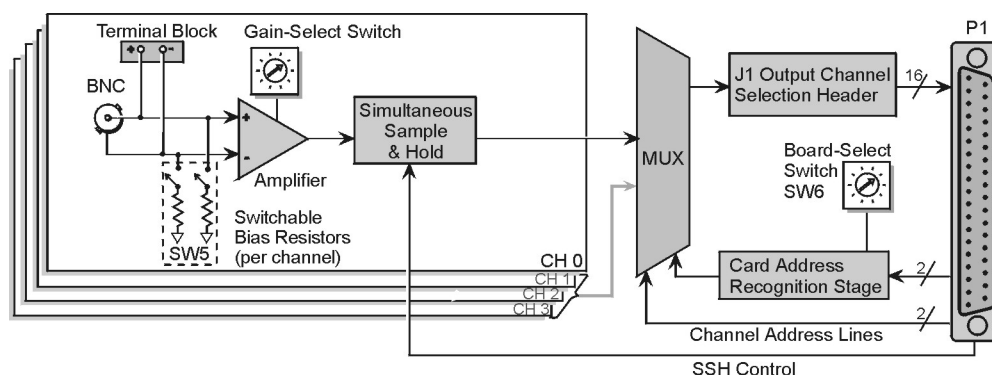 Terminal Block
+ -
BNC
Gain-Select Switch
+
-
Amplifier
Simultaneous
Sample
& Hold
SW5
Switchable
Bias Resistors
(per channel)
CH 0
CH 1
CH 2
CH 3
MUX
J1 Output Channel
Selection Header
16
P1
Board-Select
Switch
SW6
Card Address
Recognition Stage
2
2
Channel Address Lines
SSH Control